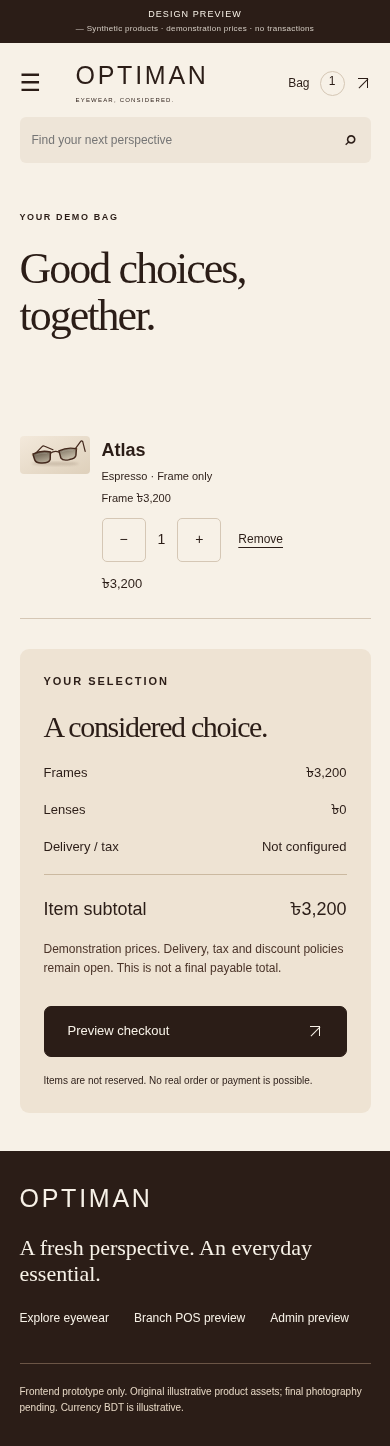 DESIGN PREVIEW
— Synthetic products · demonstration prices · no transactions
☰
OPTIMAN
EYEWEAR, CONSIDERED.
Bag 1
Find your next perspective
YOUR DEMO BAG
Good choices,
together.
Atlas
Espresso · Frame only
Frame ৳3,200
− 1 + Remove
৳3,200
YOUR SELECTION
A considered choice.
Frames ৳3,200
Lenses ৳0
Delivery / tax Not configured
Item subtotal ৳3,200
Demonstration prices. Delivery, tax and discount policies
remain open. This is not a final payable total.
Preview checkout
Items are not reserved. No real order or payment is possible.
OPTIMAN
A fresh perspective. An everyday
essential.
Explore eyewear Branch POS preview Admin preview
Frontend prototype only. Original illustrative product assets; final photography
pending. Currency BDT is illustrative.